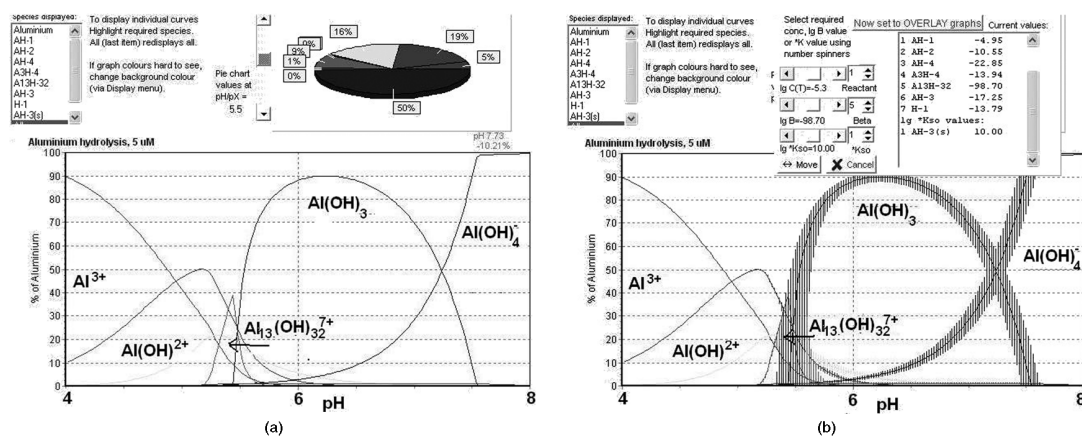 Species displayed:
Aluminium
AH-1
AH-2
AH-4
A3H-4
A13H-32
AH-3
H-1
AH-3(s)
To display individual curves
Highlight required species.
All (last item) redisplays all.
If graph colours hard to see,
change background colour
(via Display menu).
Pie chart
values at
pH/pX =
5.5
16%
19%
5%
50%
0%
9%
1%
0%
pH 7.73
-10.21%
Aluminium hydrolysis, 5 uM
% of Aluminium
100
90
80
70
60
50
40
30
20
10
0
Al3+
Al(OH)2+
Al13(OH)32 7+
Al(OH)3
Al(OH)4-
4
6
8
pH
(a)
Species displayed:
Aluminium
AH-1
AH-2
AH-4
A3H-4
A13H-32
AH-3
H-1
AH-3(s)
To display individual curves
Highlight required species.
All (last item) redisplays all.
If graph colours hard to see,
change background colour
(via Display menu).
Select required
conc, lg B value
or *K value using
number spinners
Now set to OVERLAY graphs
Current values:
1 AH-1 -4.95
2 AH-2 -10.55
3 AH-4 -22.85
4 A3H-4 -13.94
5 A13H-32 -98.70
6 AH-3 -17.25
7 H-1 -13.79
lg *Kso values:
1 AH-3(s) 10.00
1
lg C(T)=-5.3 Reactant
5
lg B=-98.70 Beta
1
lg *Kso=10.00 *Kso
Move
Cancel
Aluminium hydrolysis, 5 uM
% of Aluminium
100
90
80
70
60
50
40
30
20
10
0
Al3+
Al(OH)2+
Al13(OH)32 7+
Al(OH)3
Al(OH)4-
4
6
8
pH
(b)